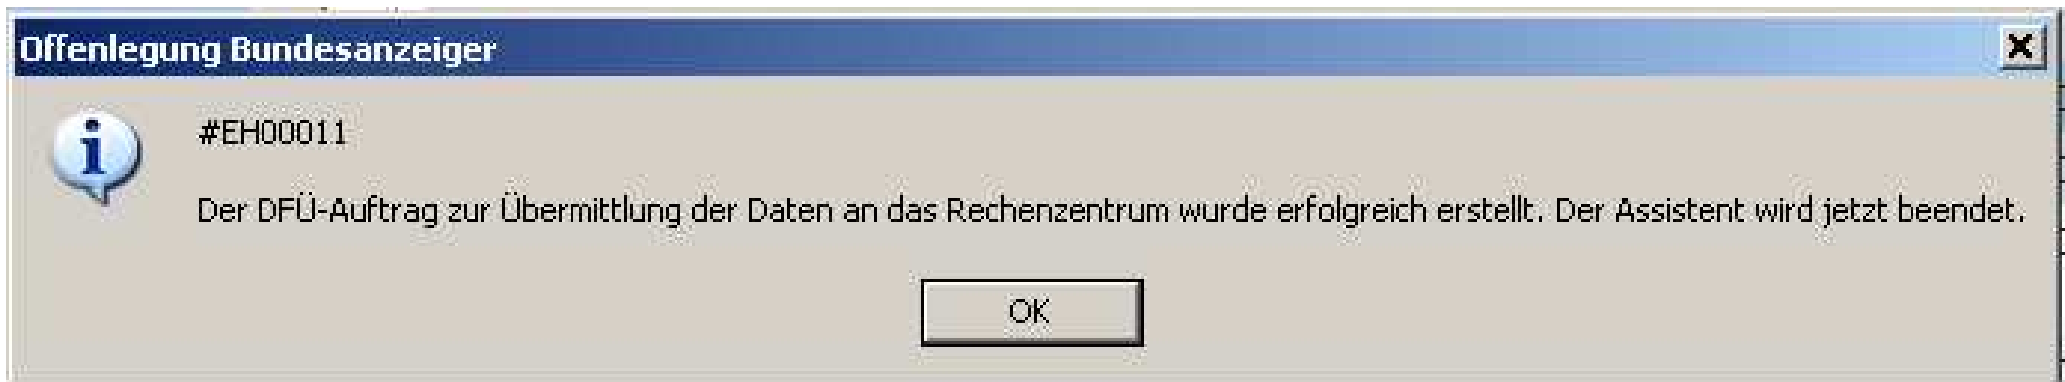 Offenlegung Bundesanzeiger
#EH00011
Der DFÜ-Auftrag zur Übermittlung der Daten an das Rechenzentrum wurde erfolgreich erstellt. Der Assistent wird jetzt beendet.
OK